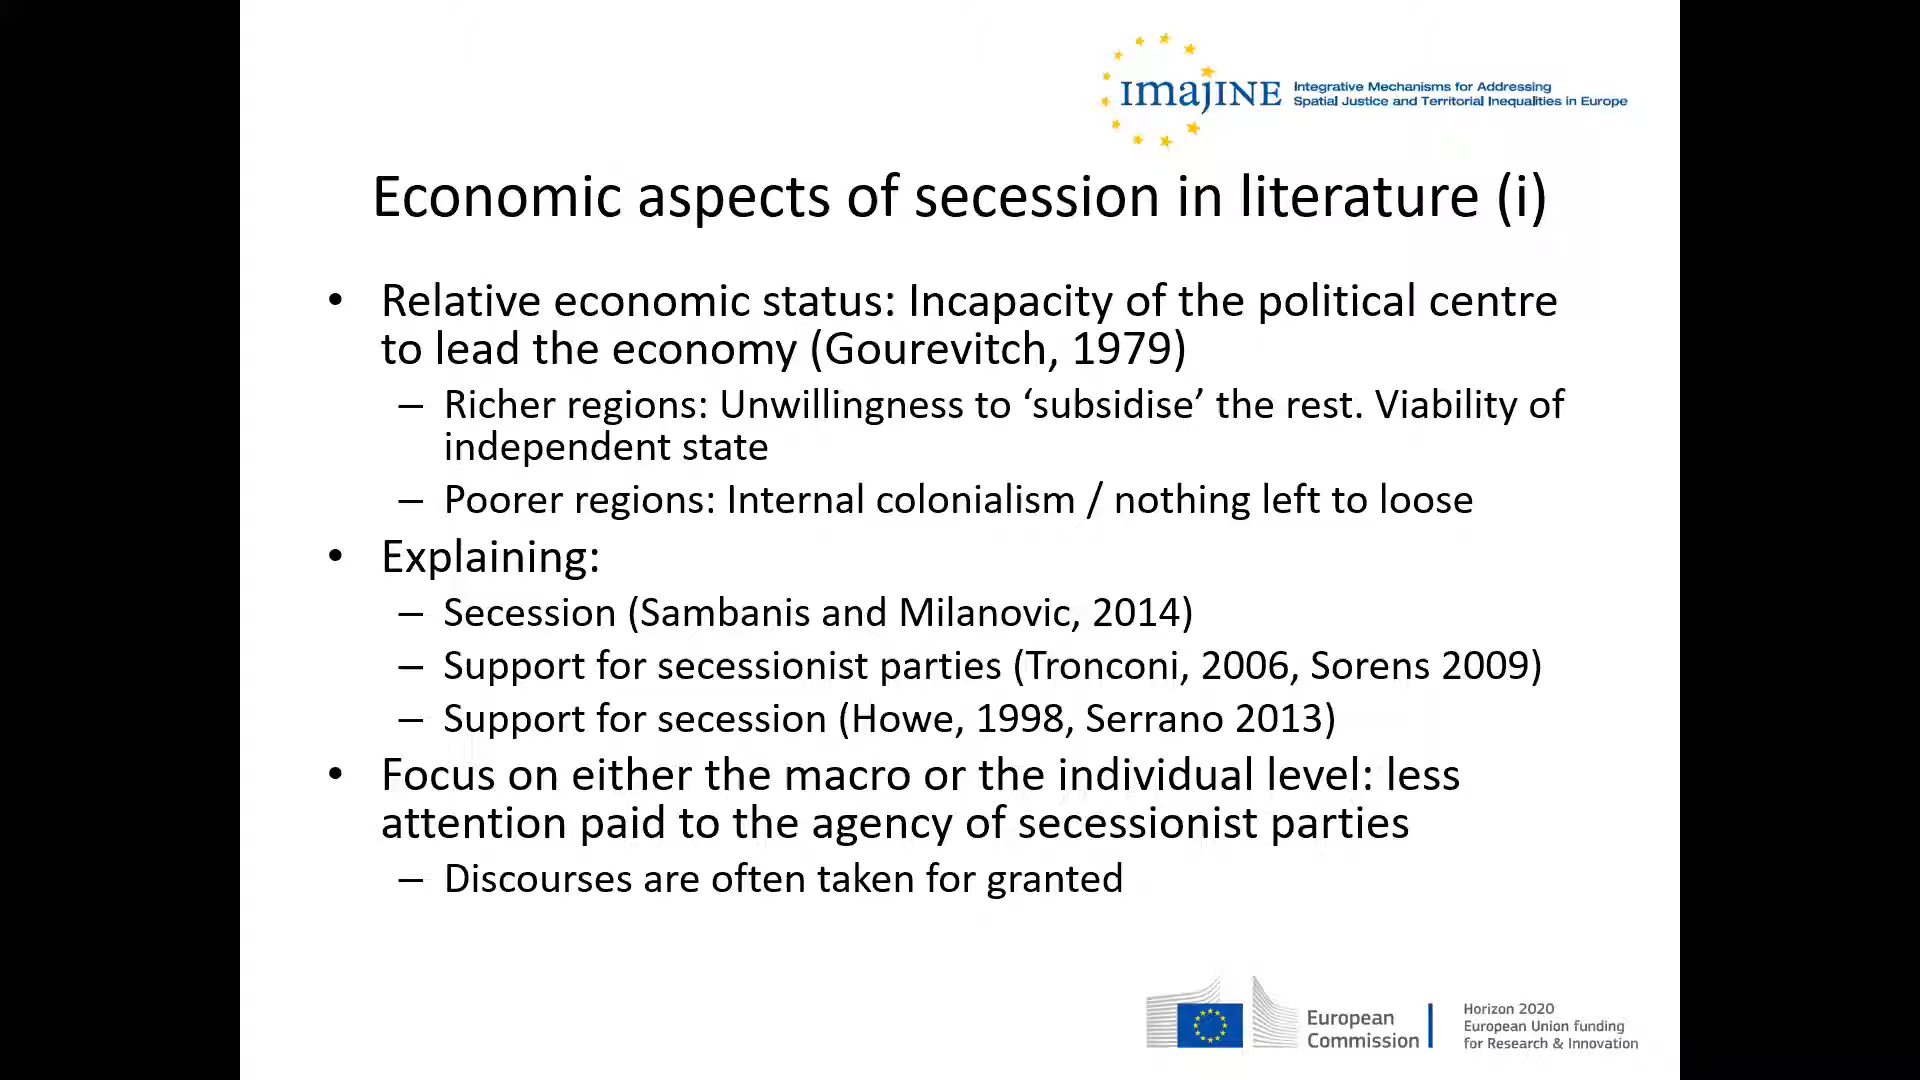 IMAJINE
Integrative Mechanisms for Addressing
Spatial Justice and Territorial Inequalities in Europe
Economic aspects of secession in literature (i)
• Relative economic status: Incapacity of the political centre
to lead the economy (Gourevitch, 1979)
– Richer regions: Unwillingness to ‘subsidise’ the rest. Viability of
independent state
– Poorer regions: Internal colonialism / nothing left to loose
• Explaining:
– Secession (Sambanis and Milanovic, 2014)
– Support for secessionist parties (Tronconi, 2006, Sorens 2009)
– Support for secession (Howe, 1998, Serrano 2013)
• Focus on either the macro or the individual level: less
attention paid to the agency of secessionist parties
– Discourses are often taken for granted
European
Commission
Horizon 2020
European Union funding
for Research & Innovation